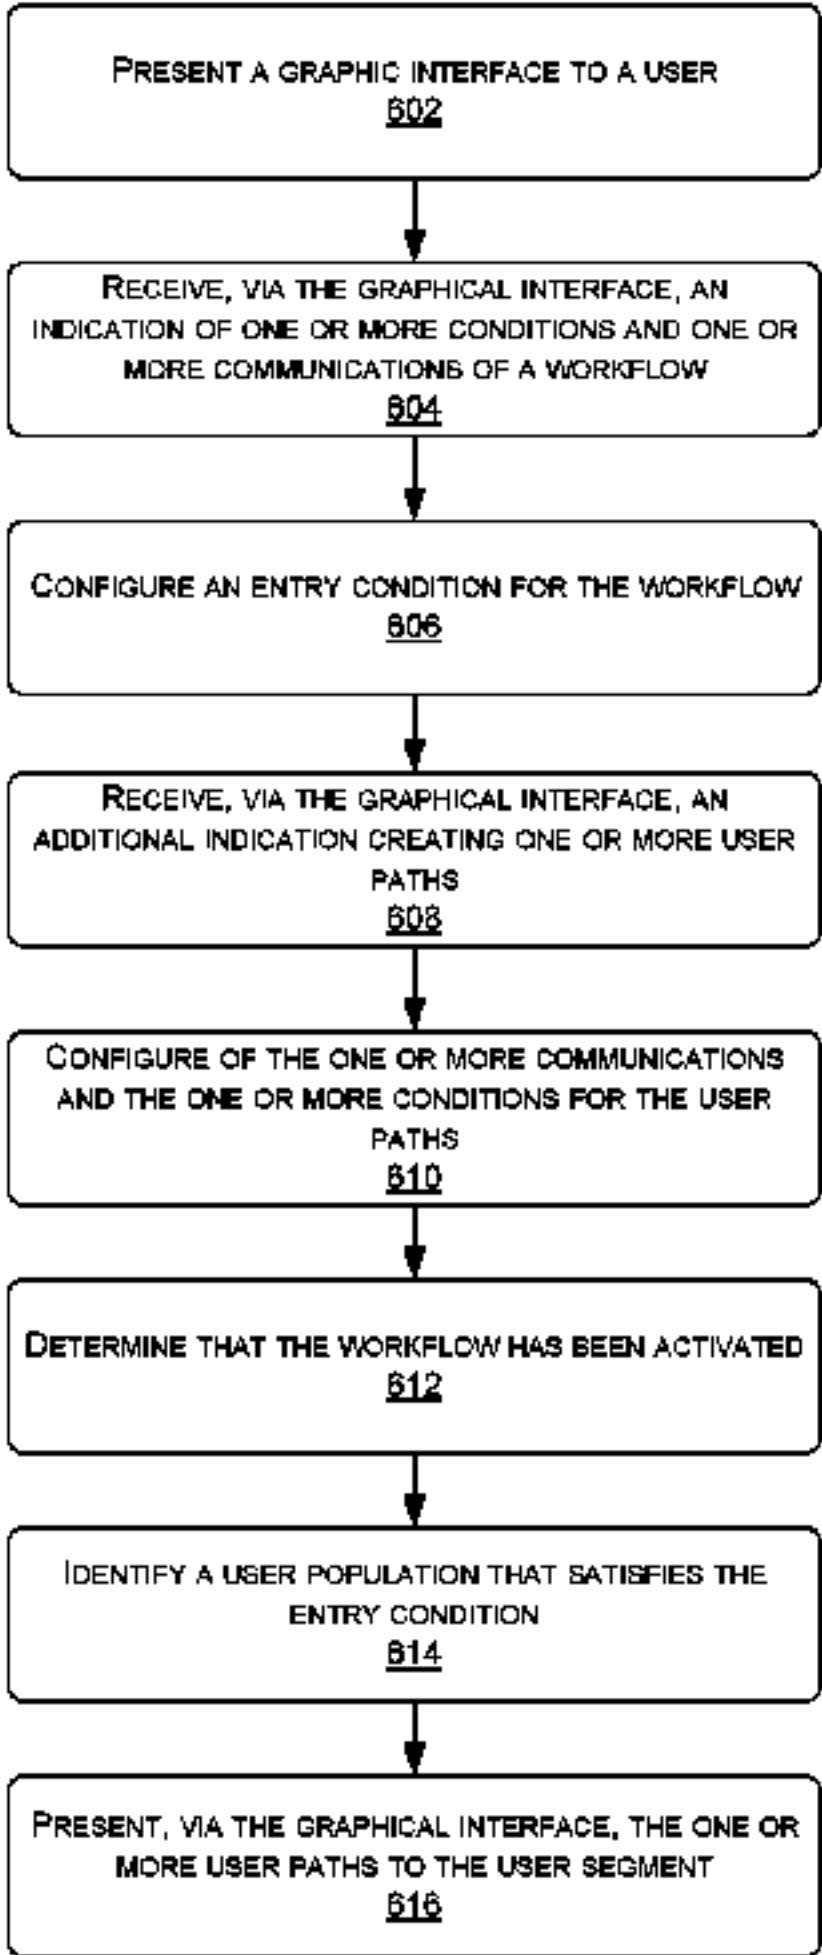 PRESENT A GRAPHIC INTERFACE TO A USER
602
RECEIVE, VIA THE GRAPHICAL INTERFACE, AN
INDICATION OF ONE OR MORE CONDITIONS AND ONE OR
MORE COMMUNICATIONS OF A WORKFLOW
604
CONFIGURE AN ENTRY CONDITION FOR THE WORKFLOW
606
RECEIVE, VIA THE GRAPHICAL INTERFACE, AN
ADDITIONAL INDICATION CREATING ONE OR MORE USER
PATHS
608
CONFIGURE OF THE ONE OR MORE COMMUNICATIONS
AND THE ONE OR MORE CONDITIONS FOR THE USER
PATHS
610
DETERMINE THAT THE WORKFLOW HAS BEEN ACTIVATED
612
IDENTIFY A USER POPULATION THAT SATISFIES THE
ENTRY CONDITION
614
PRESENT, VIA THE GRAPHICAL INTERFACE, THE ONE OR
MORE USER PATHS TO THE USER SEGMENT
616